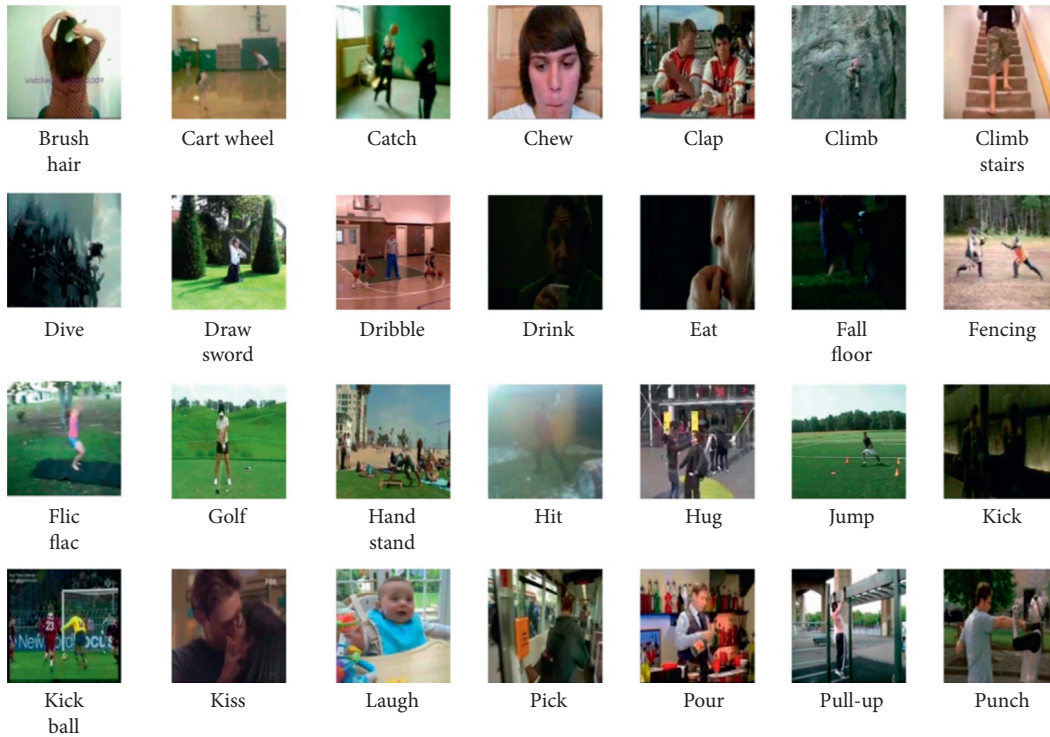 Brush
hair
Cart wheel
Catch
Chew
Clap
Climb
Climb
stairs
Dive
Draw
sword
Dribble
Drink
Eat
Fall
floor
Fencing
Flic
flac
Golf
Hand
stand
Hit
Hug
Jump
Kick
23
Kick
ball
Kiss
Laugh
Pick
Pour
Pull-up
Punch